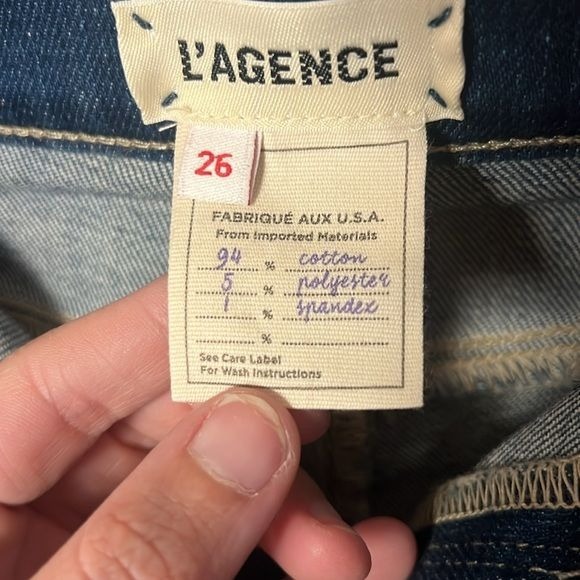 L'AGENCE
26
FABRIQUÉ AUX U.S.A.
From Imported Materials
94 % cotton
5 % polyester
1 % spandex
%
See Care Label
For Wash Instructions